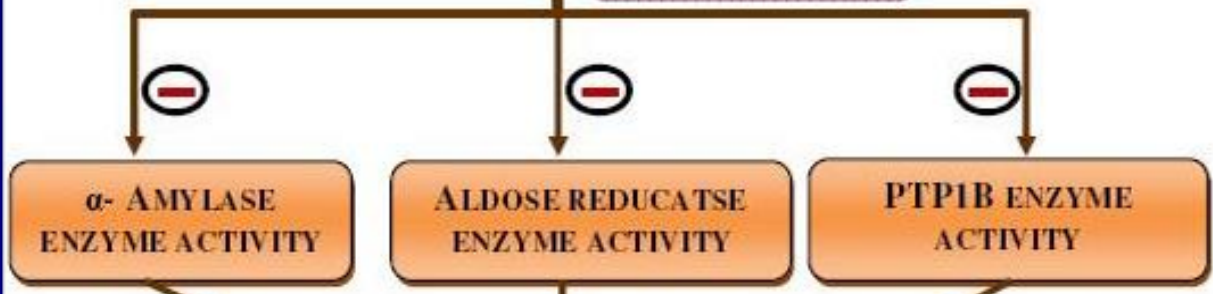 α- AMYLASE
ENZYME ACTIVITY
ALDOSE REDUCATSE
ENZYME ACTIVITY
PTP1B ENZYME
ACTIVITY